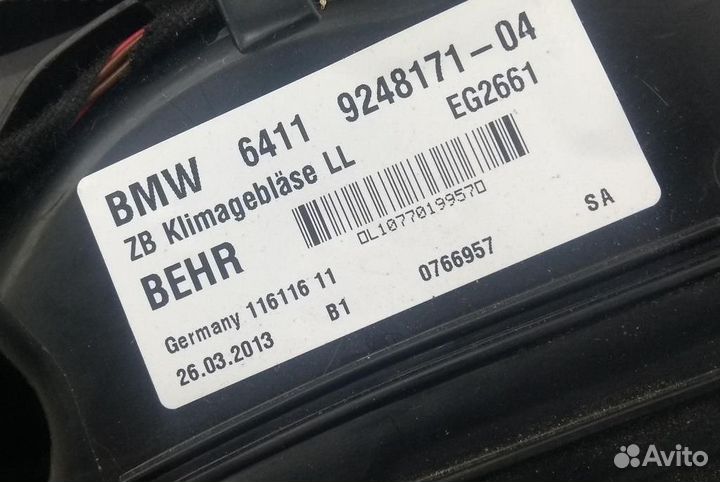 BMW 6411 9248171-04
ZB Klimagebläse LL EG2661
BEHR
0L10770199570
Germany 116116 11 B1 0766957 SA
26.03.2013
Avito